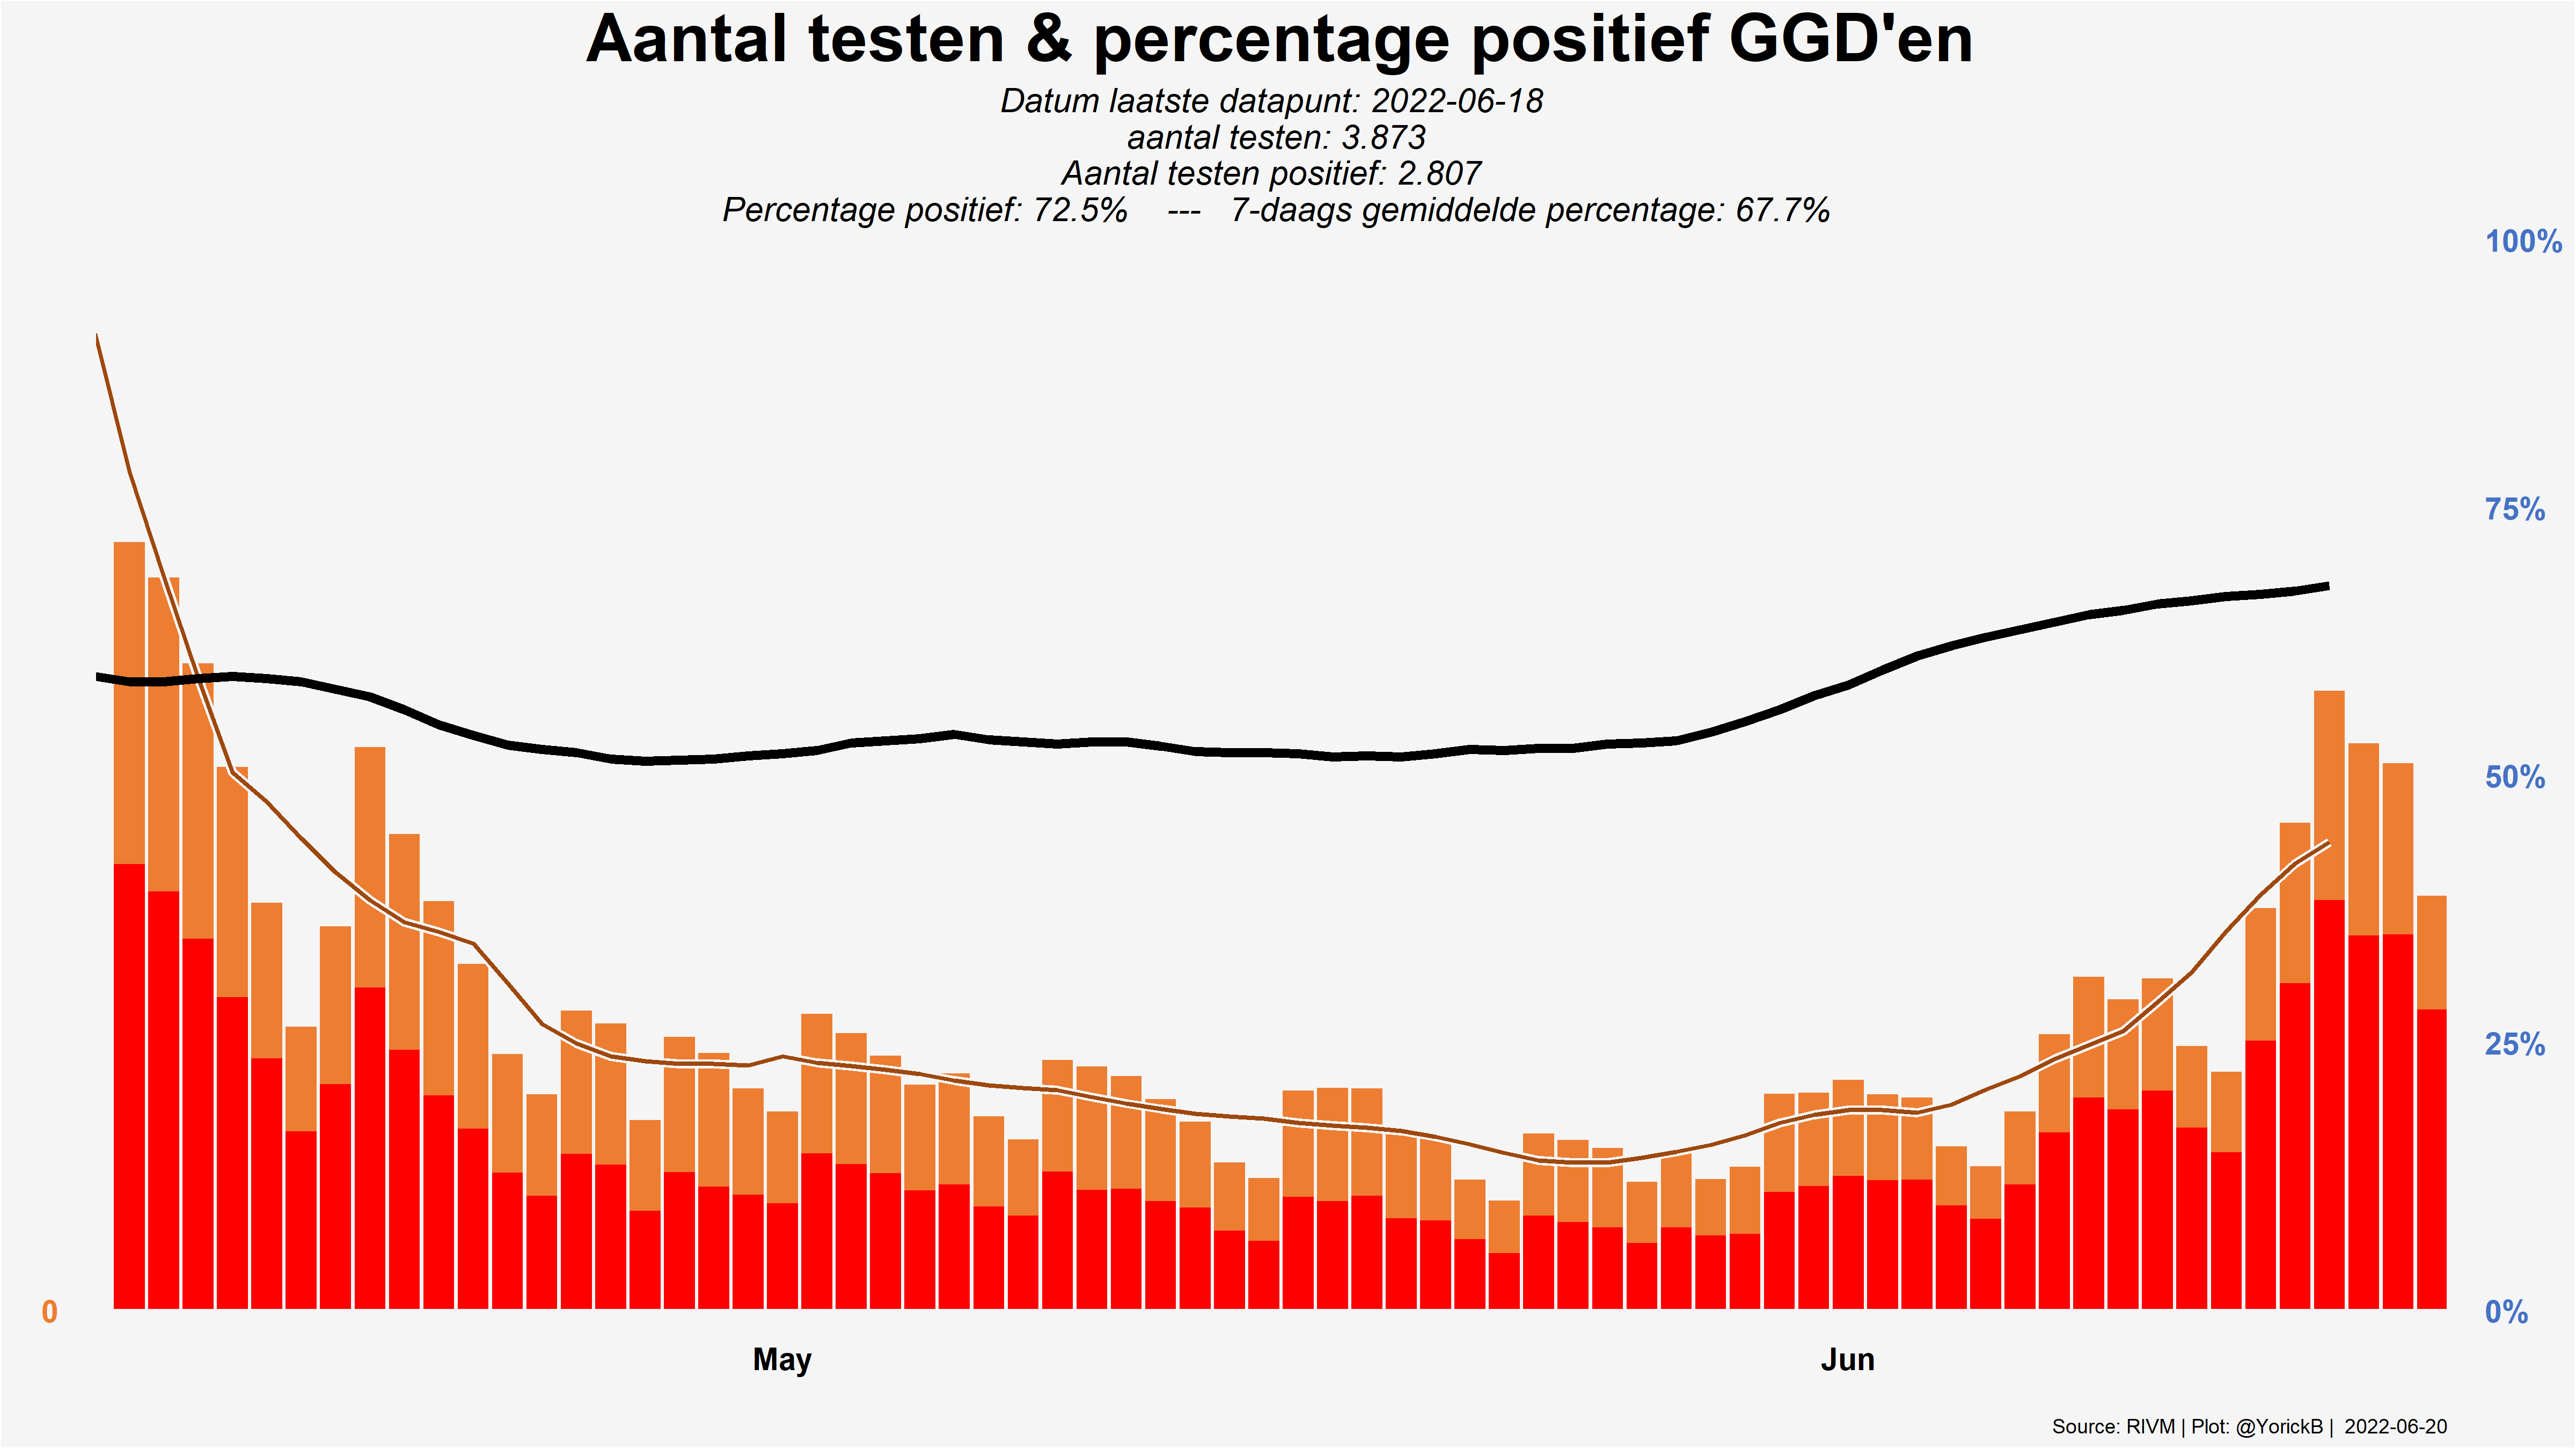 Aantal testen & percentage positief GGD'en
Datum laatste datapunt: 2022-06-18
aantal testen: 3.873
Aantal testen positief: 2.807
Percentage positief: 72.5% --- 7-daags gemiddelde percentage: 67.7%
100%
75%
50%
25%
0 0%
May Jun
Source: RIVM | Plot: @YorickB | 2022-06-20